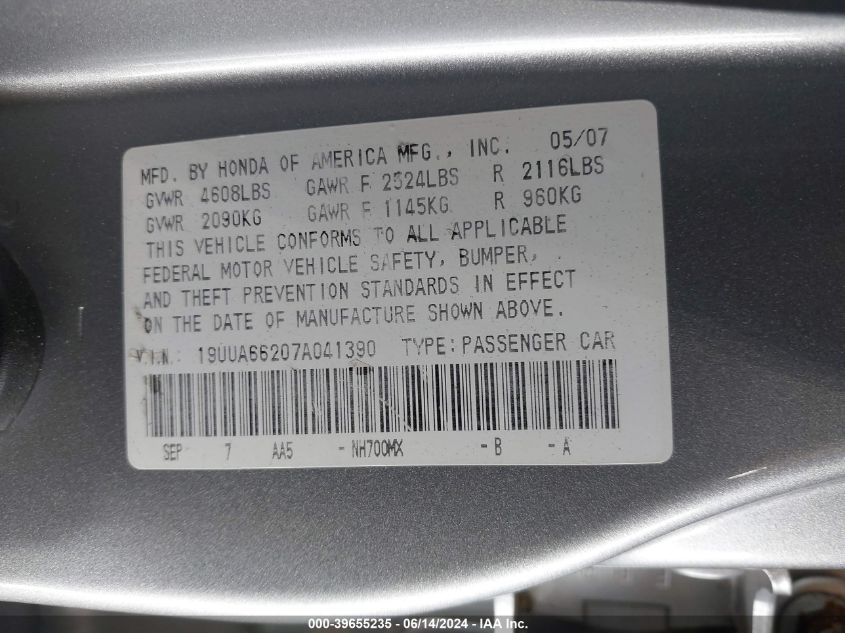 MFD. BY HONDA OF AMERICA MFG., INC. 05/07
GVWR 4608LBS GAWR F 2524LBS R 2116LBS
GVWR 2090KG GAWR F 1145KG R 960KG
THIS VEHICLE CONFORMS TO ALL APPLICABLE
FEDERAL MOTOR VEHICLE SAFETY, BUMPER,
AND THEFT PREVENTION STANDARDS IN EFFECT
ON THE DATE OF MANUFACTURE SHOWN ABOVE.
V.I.N.: 19UUA66207A041390 TYPE: PASSENGER CAR
SEP 7 AA5 - NH700MX - B - A
000-39655235 - 06/14/2024 - IAA Inc.